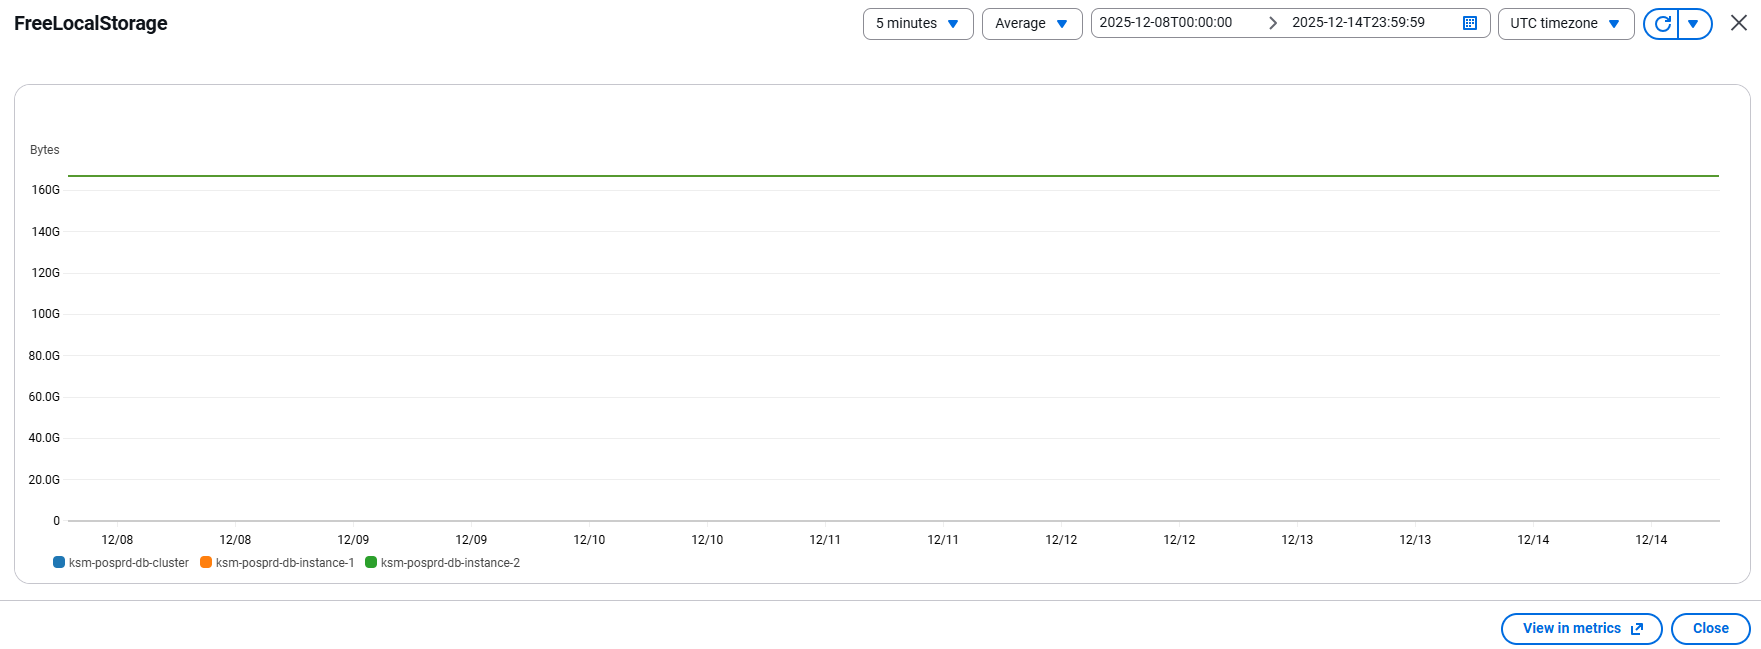 FreeLocalStorage
5 minutes
Average
2025-12-08T00:00:00
2025-12-14T23:59:59
UTC timezone
Bytes
160G
140G
120G
100G
80.0G
60.0G
40.0G
20.0G
0
12/08 12/08 12/09 12/09 12/10 12/10 12/11 12/11 12/12 12/12 12/13 12/13 12/14 12/14
ksm-posprd-db-cluster ksm-posprd-db-instance-1 ksm-posprd-db-instance-2
View in metrics
Close